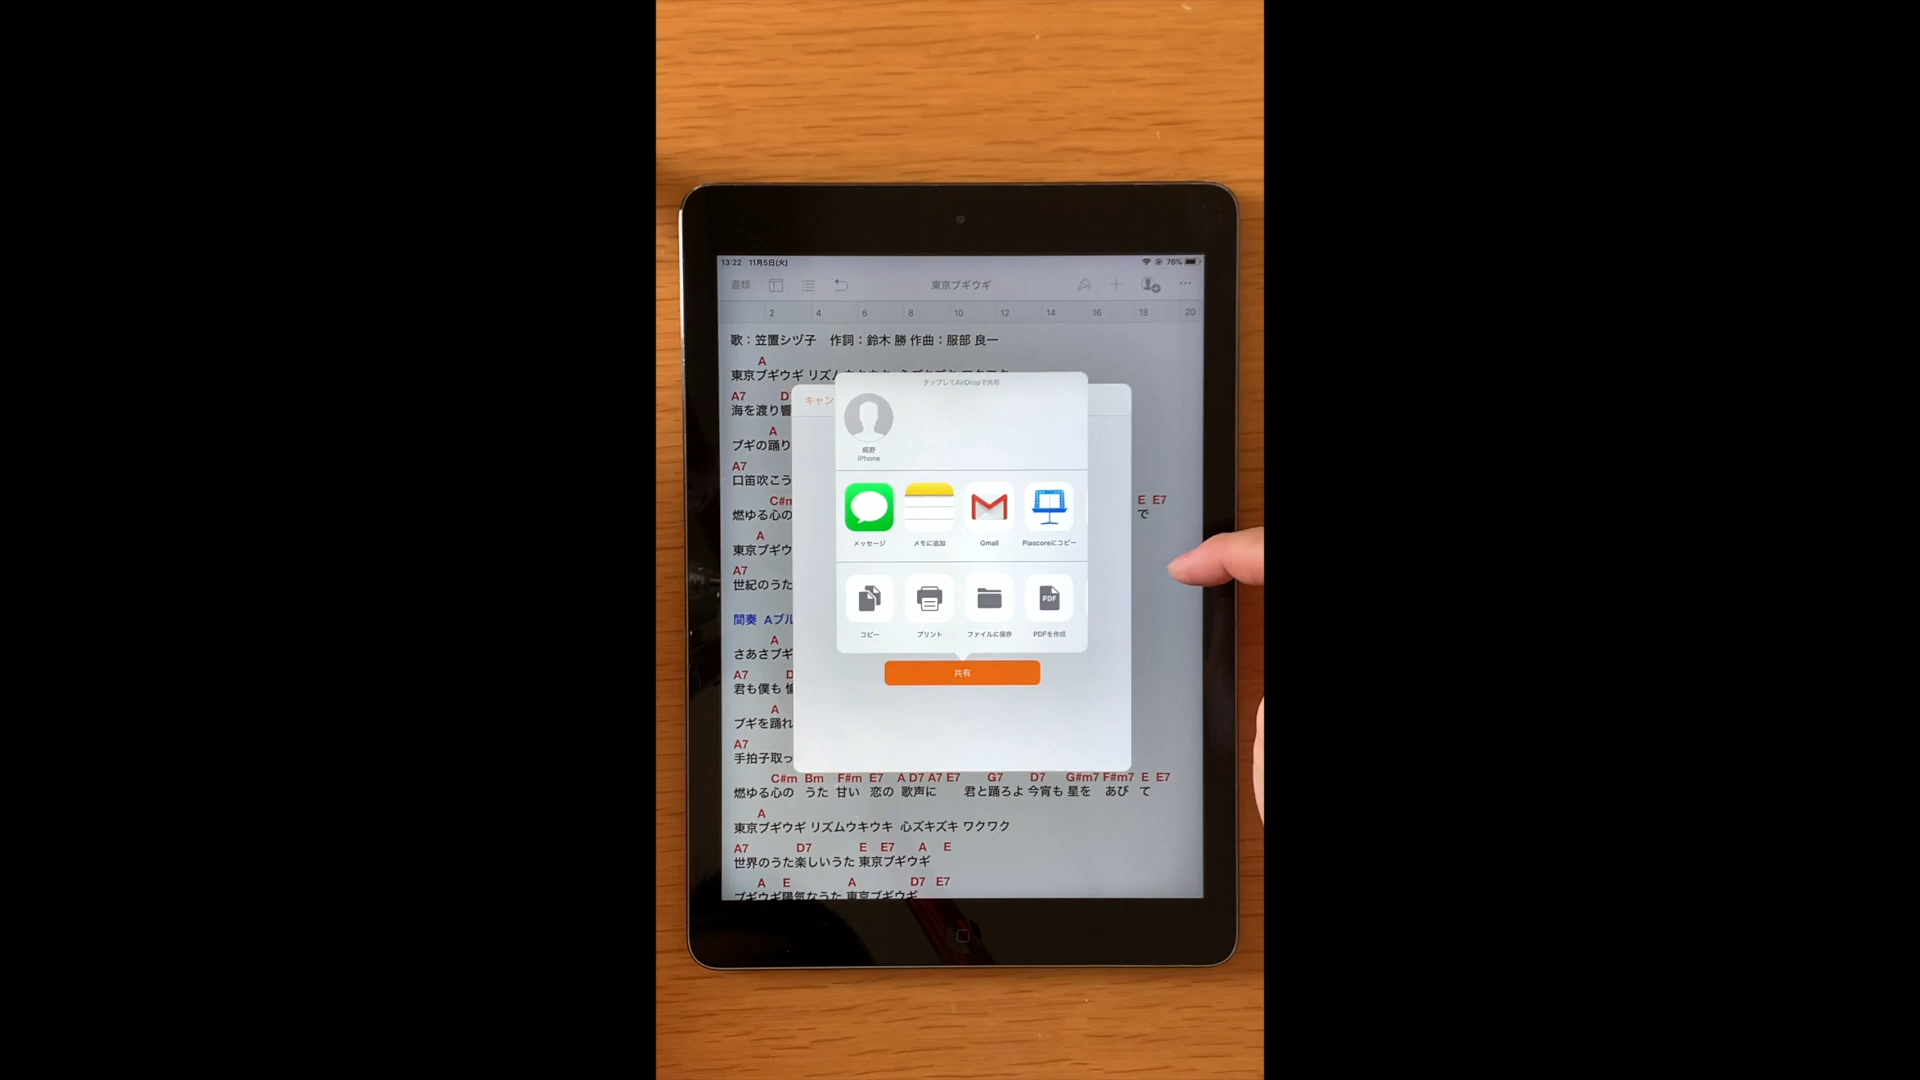 13:22 11月5日(火) 76%
書類 東京ブギウギ
2 4 6 8 10 12 14 16 18 20
歌：笠置シヅ子 作詞：鈴木 勝 作曲：服部 良一
A
東京ブギウギ リズム
タップしてAirDropで共有
A7 D
キャン
海を渡り響
梶野
iPhone
A
ブギの踊り
A7
口笛吹こう
C#m E E7
燃ゆる心の で
メッセージ メモに追加 Gmail Piascoreにコピー
A
東京ブギウ
A7
世紀のうた
PDF
コピー プリント ファイルに保存 PDFを作成
間奏 Aブル
A
さあさブギ
共有
A7 D
君も僕も 愉
A
ブギを踊れ
A7
手拍子取っ
C#m Bm F#m E7 A D7 A7 E7 G7 D7 G#m7 F#m7 E E7
燃ゆる心の うた 甘い 恋の 歌声に 君と踊ろよ 今宵も 星を あび て
A
東京ブギウギ リズムウキウキ 心ズキズキ ワクワク
A7 D7 E E7 A E
世界のうた楽しいうた 東京ブギウギ
A E A D7 E7
ブギウギ陽気なうた 東京ブギウギ